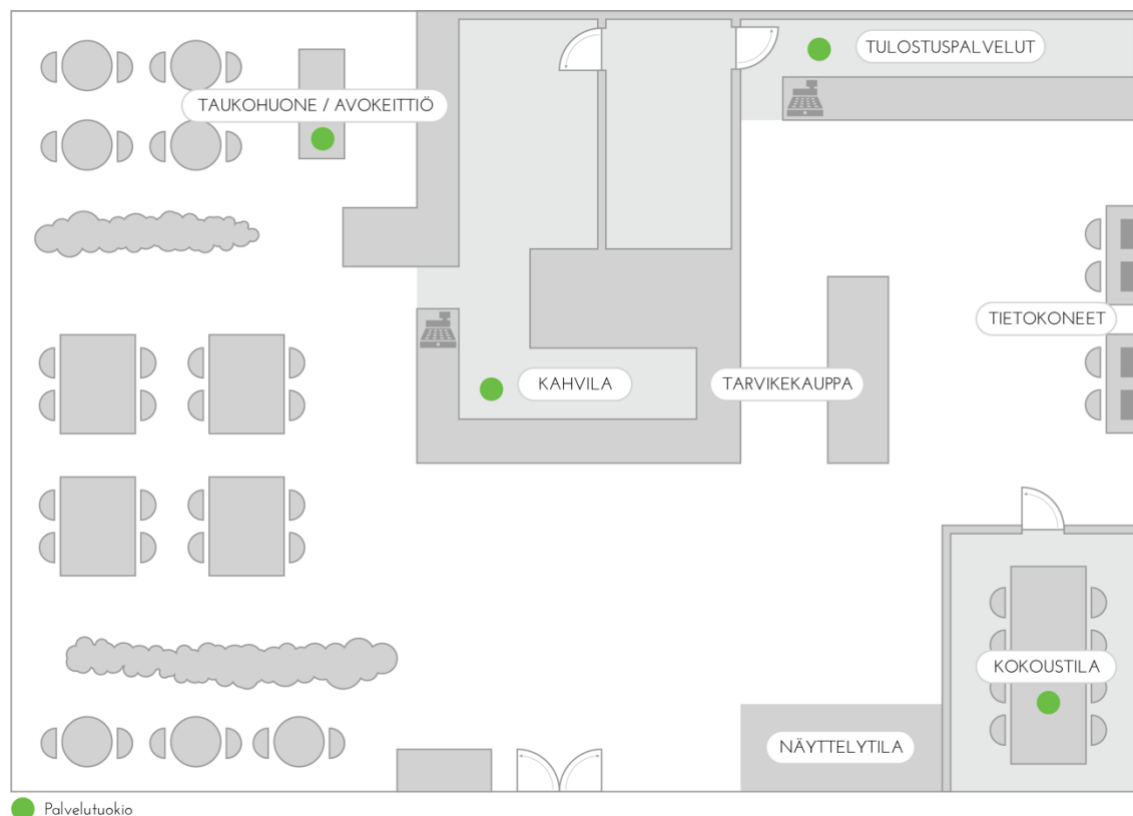 TULOSTUSPALVELUT
TAUKOHUONE / AVOKEITTIÖ
TIETOKONEET
KAHVILA
TARVIKEKAUPPA
KOKOUSTILA
NÄYTTELYTILA
Palvelutuokio